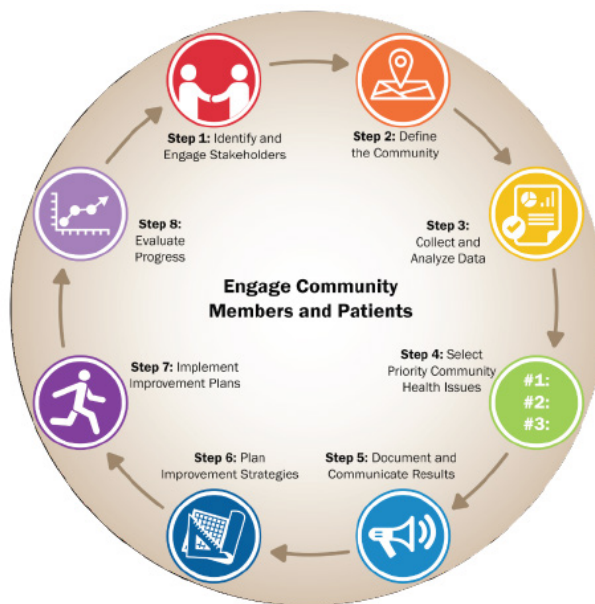 Step 1: Identify and
Engage Stakeholders
Step 2: Define
the Community
Step 3:
Collect and
Analyze Data
Step 4: Select
Priority Community
Health Issues
#1:
#2:
#3:
Step 5: Document and
Communicate Results
Step 6: Plan
Improvement Strategies
Step 7: Implement
Improvement Plans
Step 8:
Evaluate
Progress
Engage Community
Members and Patients